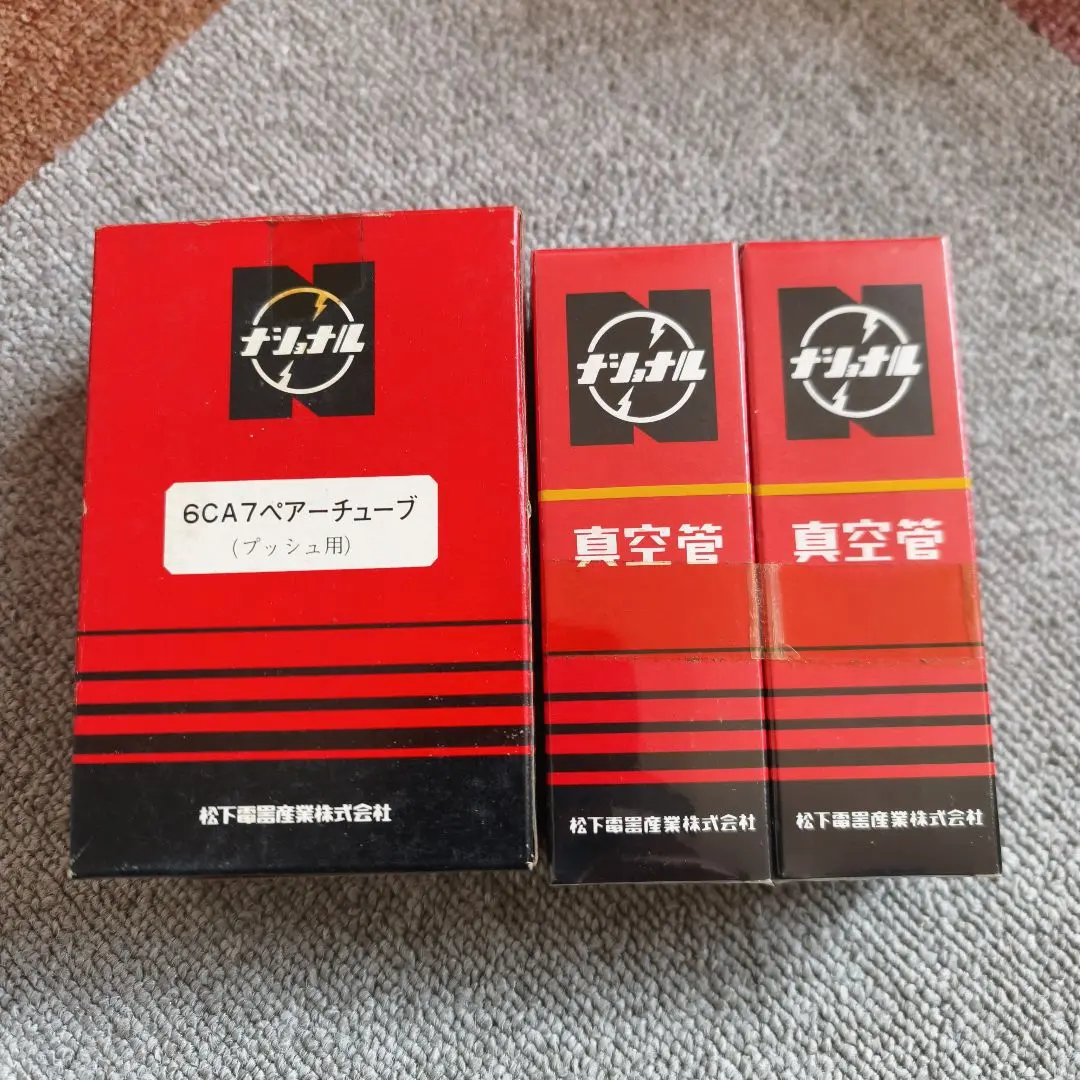 ナショナル
6CA7ペアーチューブ
(プッシュ用)
松下電器産業株式会社
ナショナル
真空管
松下電器産業株式会社
ナショナル
真空管
松下電器産業株式会社